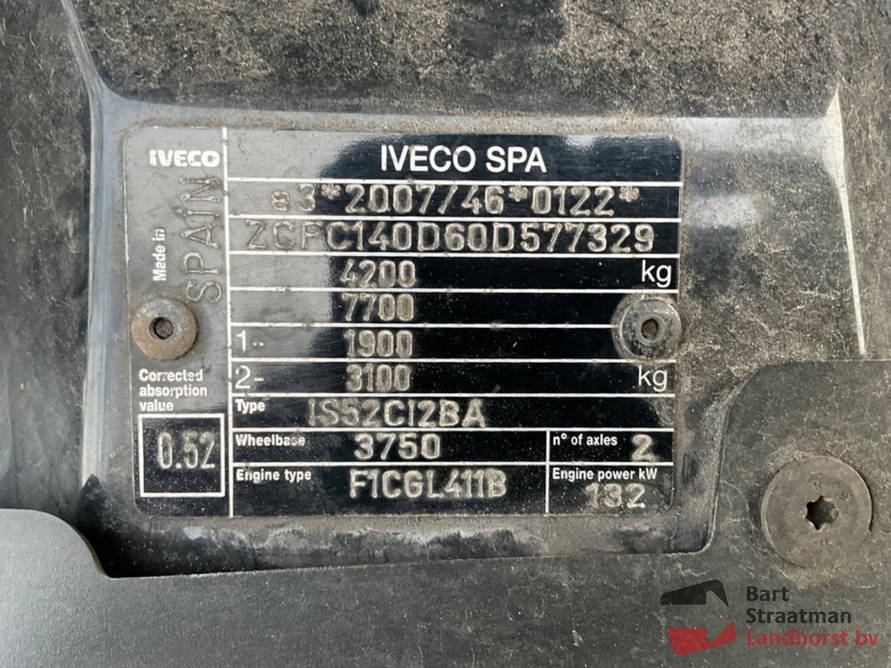 IVECO
IVECO SPA
e3*2007/46*0122*
ZCFC140D60D577329
Made in
SPAIN
4200 kg
7700
1- 1900
2- 3100 kg
Corrected
absorption
value
0.52
Type IS52CI2BA
Wheelbase 3750 n° of axles 2
Engine type F1CGL411B Engine power kW
132
Bart
Straatman
Landhorst bv